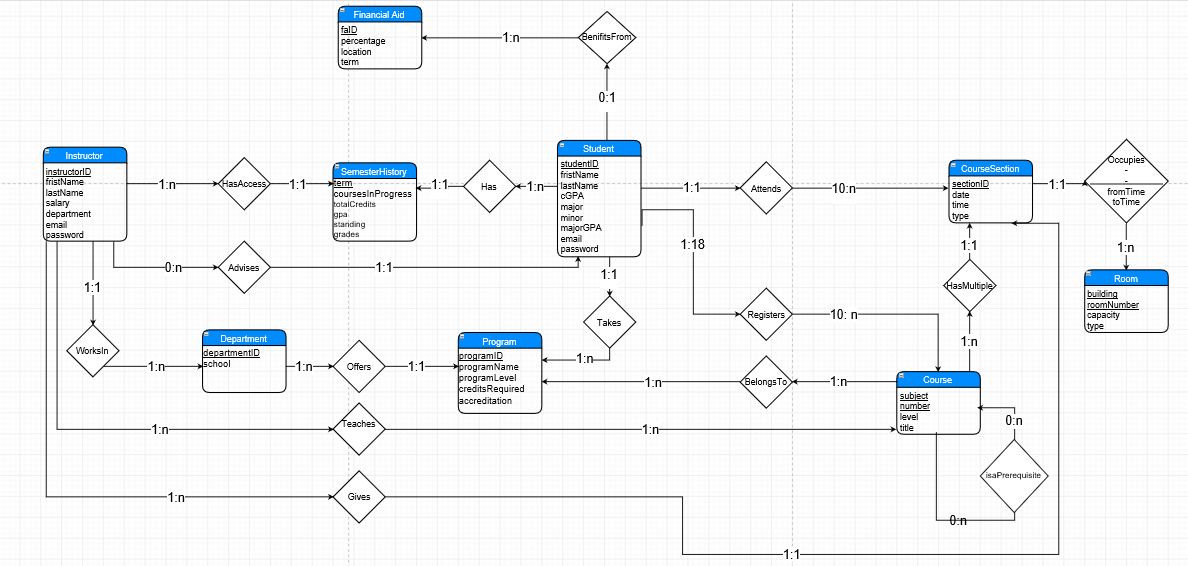 Financial Aid
faID
percentage
location
term
1:n
BenifitsFrom
0:1
Instructor
instructorID
fristName
lastName
salary
department
email
password
1:n
HasAccess
1:1
SemesterHistory
term
coursesInProgress
totalCredits
gpa
standing
grades
1:1
Has
1:n
Student
studentID
fristName
lastName
cGPA
major
minor
majorGPA
email
password
1:1
Attends
10:n
CourseSection
sectionID
date
time
type
1:1
Occupies
-
-
fromTime
toTime
1:n
Room
building
roomNumber
capacity
type
0:n
Advises
1:1
1:18
1:1
1:1
HasMultiple
1:1
Takes
Registers
10: n
WorksIn
1:n
Department
departmentID
school
1:n
Offers
1:1
Program
programID
programName
programLevel
creditsRequired
accreditation
1:n
1:n
1:n
BelongsTo
1:n
Course
subject
number
level
title
1:n
Teaches
1:n
0:n
isaPrerequisite
0:n
1:n
Gives
1:1